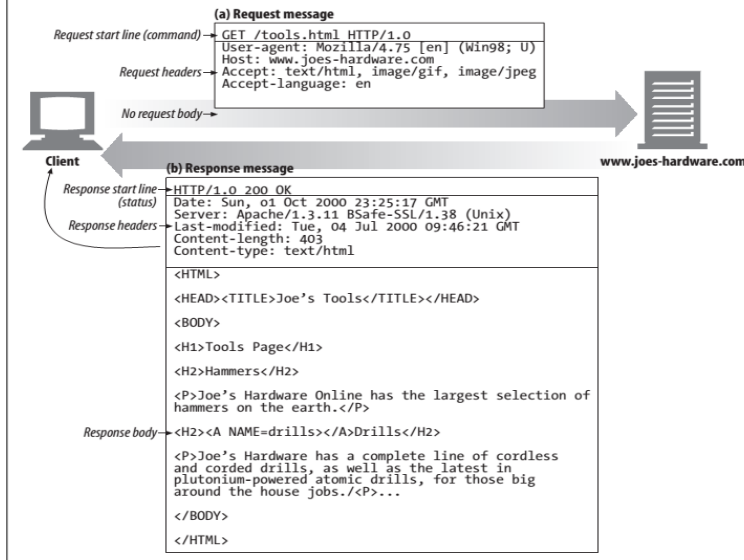 (a) Request message
Request start line (command)
GET /tools.html HTTP/1.0
User-agent: Mozilla/4.75 [en] (Win98; U)
Host: www.joes-hardware.com
Request headers
Accept: text/html, image/gif, image/jpeg
Accept-language: en
No request body
Client
www.joes-hardware.com
(b) Response message
Response start line
(status)
HTTP/1.0 200 OK
Date: Sun, o1 Oct 2000 23:25:17 GMT
Server: Apache/1.3.11 BSafe-SSL/1.38 (Unix)
Response headers
Last-modified: Tue, 04 Jul 2000 09:46:21 GMT
Content-length: 403
Content-type: text/html
<HTML>
<HEAD><TITLE>Joe's Tools</TITLE></HEAD>
<BODY>
<H1>Tools Page</H1>
<H2>Hammers</H2>
<P>Joe's Hardware Online has the largest selection of
hammers on the earth.</P>
Response body
<H2><A NAME=drills></A>Drills</H2>
<P>Joe's Hardware has a complete line of cordless
and corded drills, as well as the latest in
plutonium-powered atomic drills, for those big
around the house jobs./<P>...
</BODY>
</HTML>